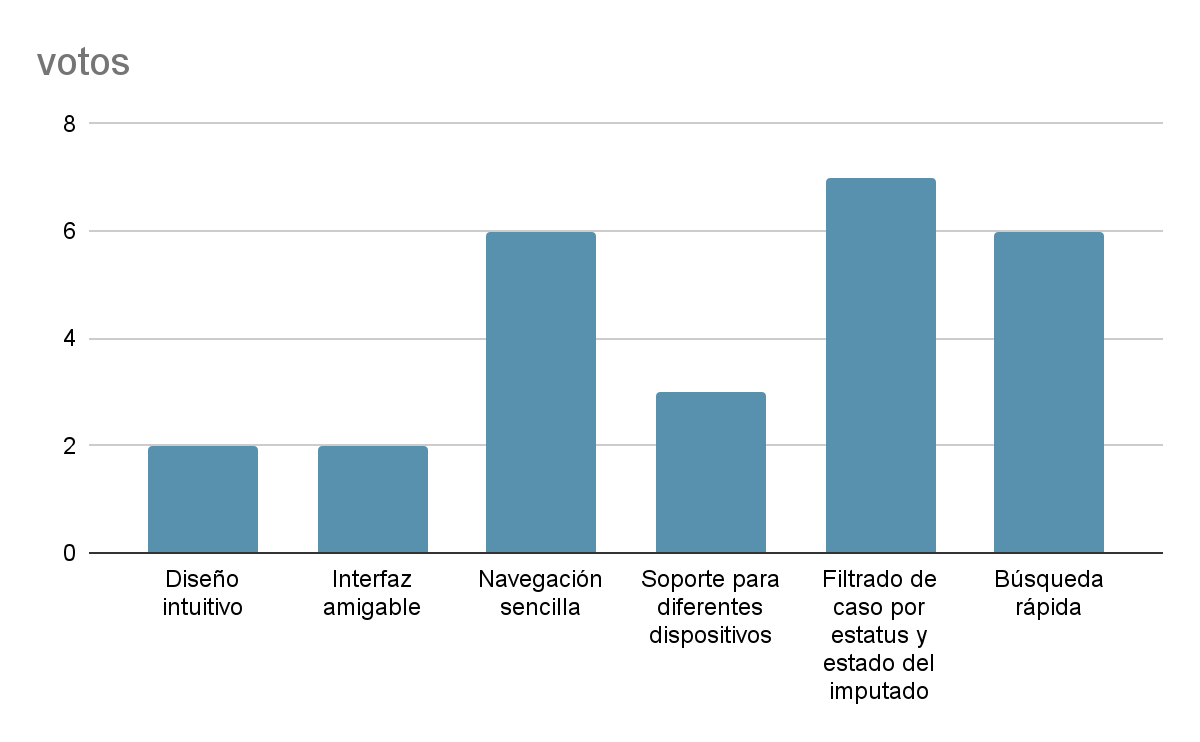 votos
8
6
4
2
0
Diseño
intuitivo
Interfaz
amigable
Navegación
sencilla
Soporte para
diferentes
dispositivos
Filtrado de
caso por
estatus y
estado del
imputado
Búsqueda
rápida